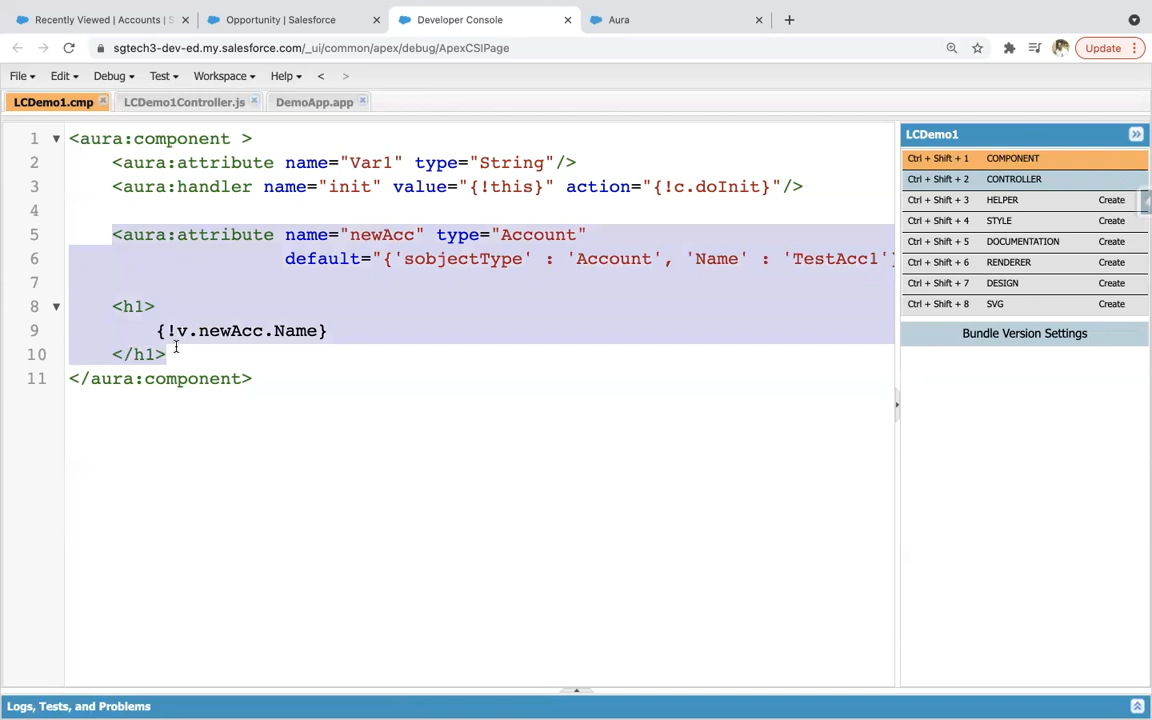 Recently Viewed | Accounts | S
Opportunity | Salesforce
Developer Console
Aura
sgtech3-dev-ed.my.salesforce.com/_ui/common/apex/debug/ApexCSIPage
Update
File Edit Debug Test Workspace Help < >
LCDemo1.cmp LCDemo1Controller.js DemoApp.app
1 <aura:component >
2 <aura:attribute name="Var1" type="String"/>
3 <aura:handler name="init" value="{!this}" action="{!c.doInit}"/>
4
5 <aura:attribute name="newAcc" type="Account"
6 default="{'sobjectType' : 'Account', 'Name' : 'TestAcc1'}
7
8 <h1>
9 {!v.newAcc.Name}
10 </h1>
11 </aura:component>
LCDemo1
Ctrl + Shift + 1 COMPONENT
Ctrl + Shift + 2 CONTROLLER
Ctrl + Shift + 3 HELPER Create
Ctrl + Shift + 4 STYLE Create
Ctrl + Shift + 5 DOCUMENTATION Create
Ctrl + Shift + 6 RENDERER Create
Ctrl + Shift + 7 DESIGN Create
Ctrl + Shift + 8 SVG Create
Bundle Version Settings
Logs, Tests, and Problems